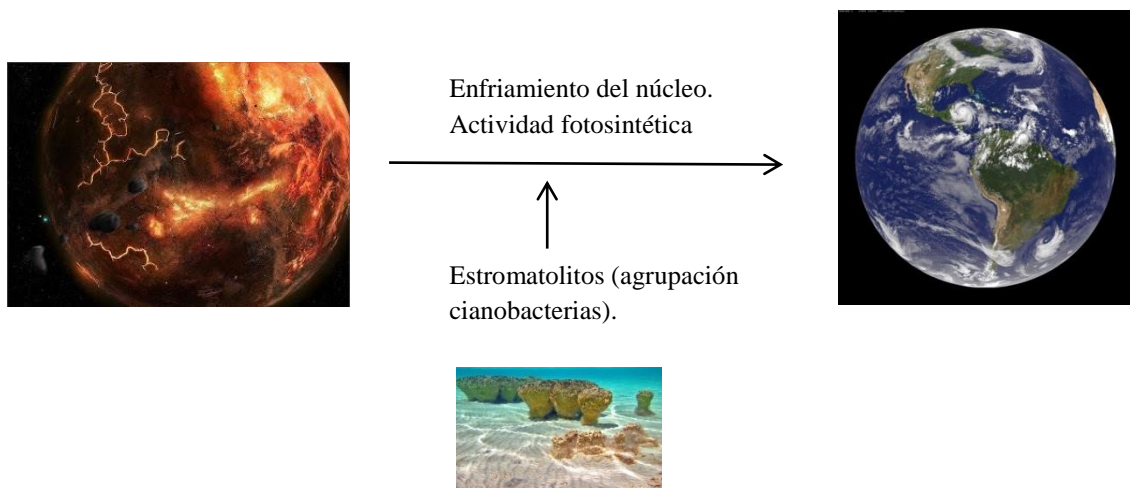 Enfriamiento del núcleo.
Actividad fotosintética
Estromatolitos (agrupación
cianobacterias).